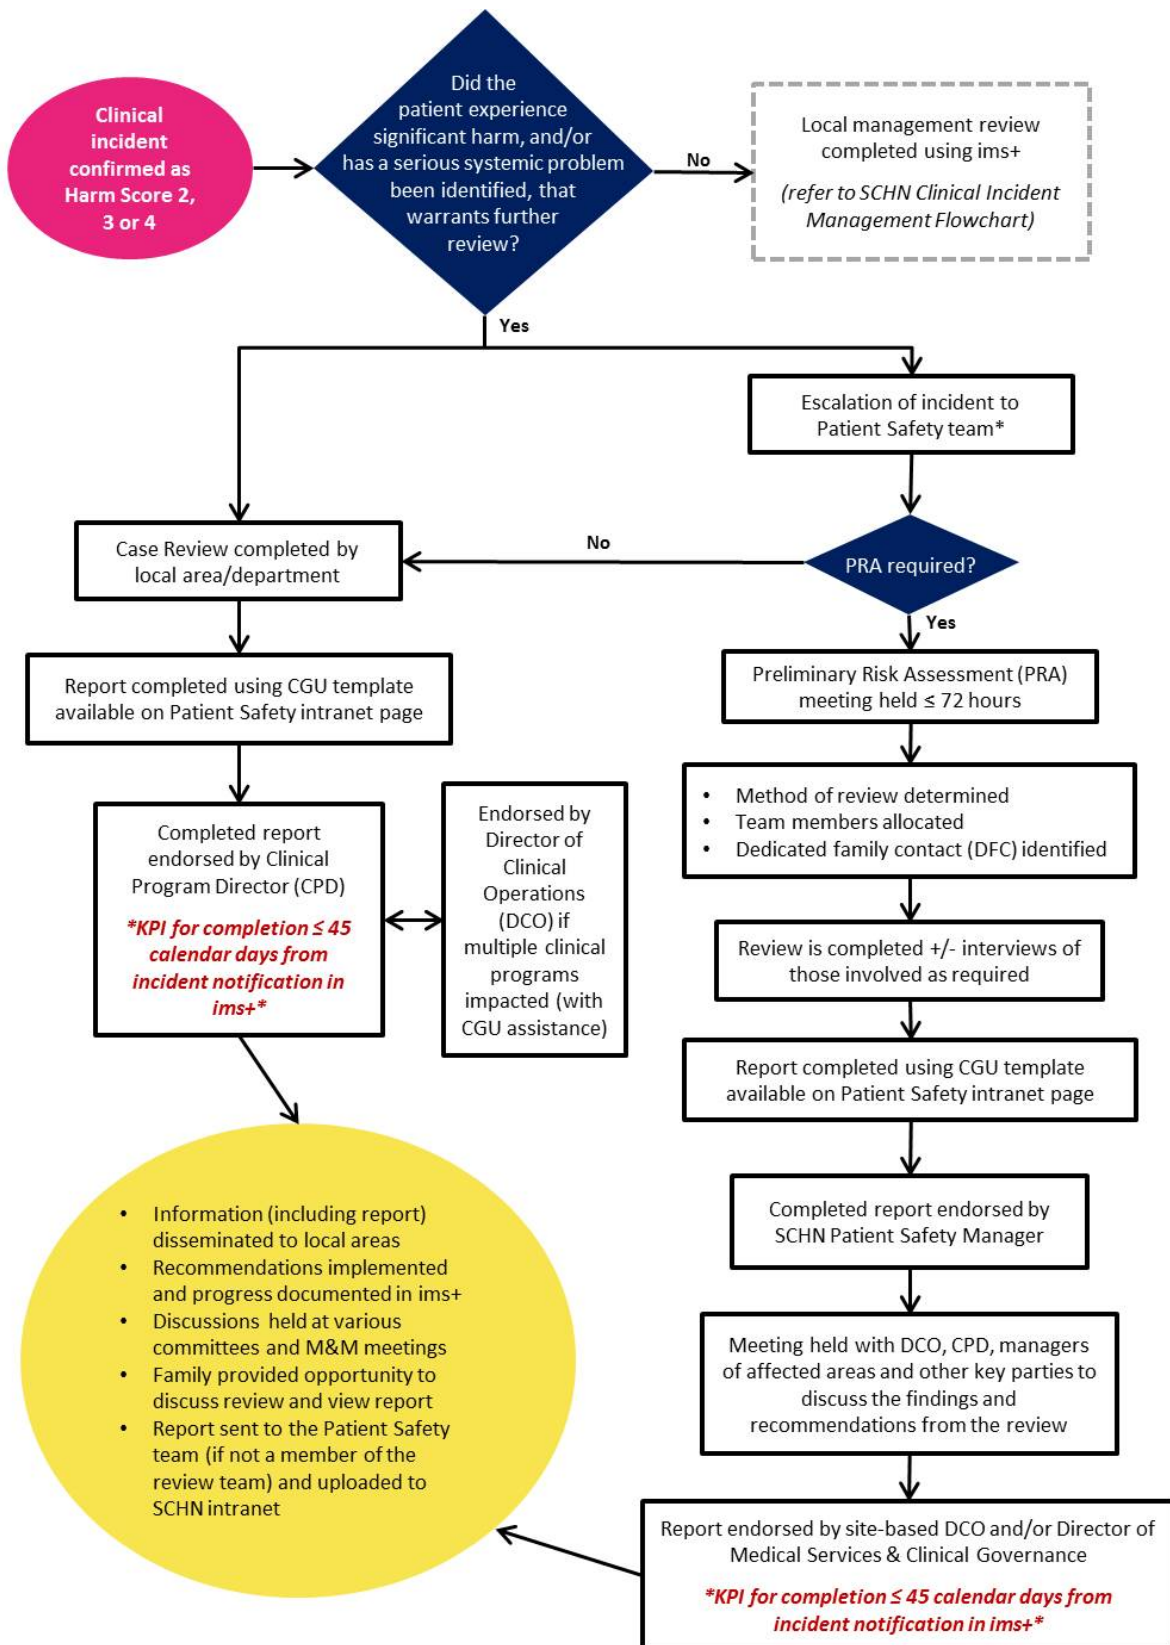 Clinical
incident
confirmed as
Harm Score 2,
3 or 4
Did the
patient experience
significant harm, and/or
has a serious systemic problem
been identified, that
warrants further
review?
No
Local management review
completed using ims+
(refer to SCHN Clinical Incident
Management Flowchart)
Yes
Escalation of incident to
Patient Safety team*
Case Review completed by
local area/department
No
PRA required?
Yes
Report completed using CGU template
available on Patient Safety intranet page
Preliminary Risk Assessment (PRA)
meeting held ≤ 72 hours
• Method of review determined
• Team members allocated
• Dedicated family contact (DFC) identified
Completed report
endorsed by Clinical
Program Director (CPD)
*KPI for completion ≤ 45
calendar days from
incident notification in
ims+*
Endorsed by
Director of
Clinical
Operations
(DCO) if
multiple clinical
programs
impacted (with
CGU assistance)
Review is completed +/- interviews of
those involved as required
Report completed using CGU template
available on Patient Safety intranet page
Completed report endorsed by
SCHN Patient Safety Manager
Meeting held with DCO, CPD, managers
of affected areas and other key parties to
discuss the findings and
recommendations from the review
Report endorsed by site-based DCO and/or Director of
Medical Services & Clinical Governance
*KPI for completion ≤ 45 calendar days from
incident notification in ims+*
• Information (including report)
disseminated to local areas
• Recommendations implemented
and progress documented in ims+
• Discussions held at various
committees and M&M meetings
• Family provided opportunity to
discuss review and view report
• Report sent to the Patient Safety
team (if not a member of the
review team) and uploaded to
SCHN intranet